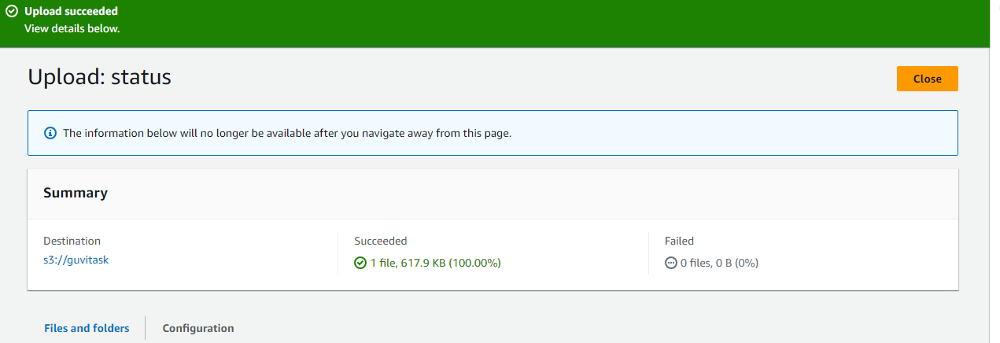 Upload succeeded
View details below.
Upload: status
Close
The information below will no longer be available after you navigate away from this page.
Summary
Destination
s3://guvitask
Succeeded
1 file, 617.9 KB (100.00%)
Failed
0 files, 0 B (0%)
Files and folders
Configuration